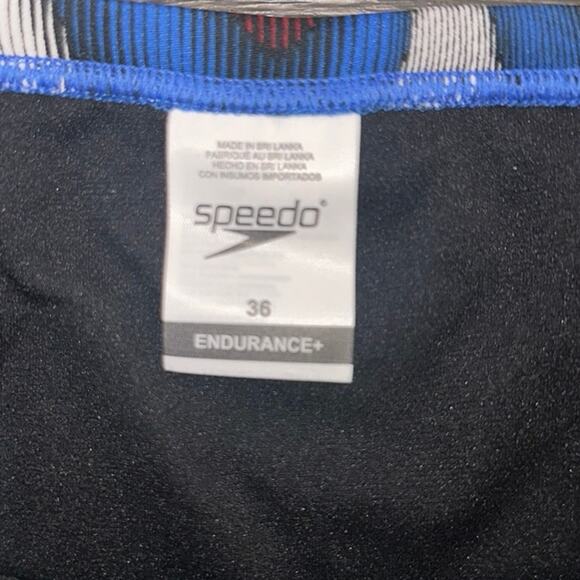 MADE IN SRI LANKA
FABRIQUÉ AU SRI LANKA
HECHO EN SRI LANKA
CON INSUMOS IMPORTADOS
speedo®
36
ENDURANCE+